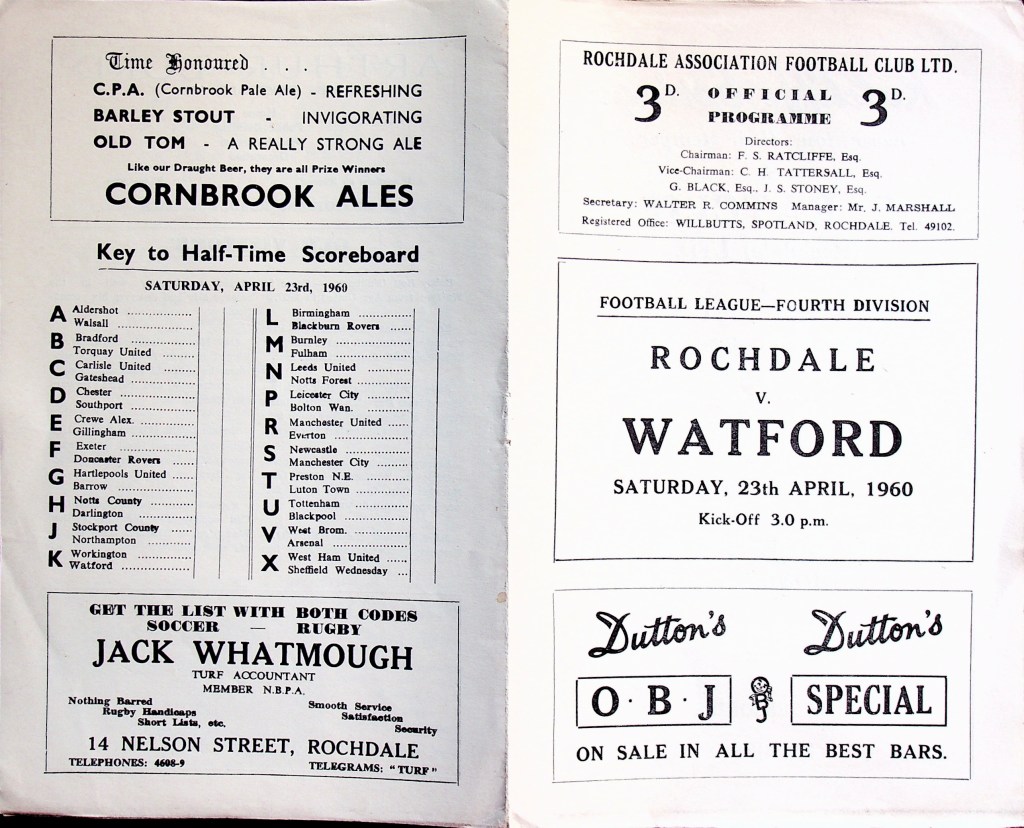 Time Honoured . . .
C.P.A. (Cornbrook Pale Ale) - REFRESHING
BARLEY STOUT - INVIGORATING
OLD TOM - A REALLY STRONG ALE
Like our Draught Beer, they are all Prize Winners
CORNBROOK ALES
Key to Half-Time Scoreboard
SATURDAY, APRIL 23rd, 1960
A Aldershot ........................
Walsall ........................
B Bradford ........................
Torquay United ..................
C Carlisle United ..................
Gateshead ........................
D Chester ........................
Southport ........................
E Crewe Alex. ........................
Gillingham ........................
F Exeter ........................
Doncaster Rovers ......
G Hartlepools United ......
Barrow ........................
H Notts County ............
Darlington ..................
J Stockport County ......
Northampton ............
K Workington ............
Watford ........................
L Birmingham ............
Blackburn Rovers ......
M Burnley ..................
Fulham ..................
N Leeds United ............
Notts Forest ............
P Leicester City ............
Bolton Wan.
R Manchester United ......
Everton ..................
S Newcastle ..................
Manchester City ............
T Preston N.E. ............
Luton Town ............
U Tottenham ............
Blackpool ..................
V West Brom. ............
Arsenal ..................
X West Ham United ......
Sheffield Wednesday ...
GET THE LIST WITH BOTH CODES
SOCCER — RUGBY
JACK WHATMOUGH
TURF ACCOUNTANT
MEMBER N.B.P.A.
Nothing Barred
Rugby Handicaps
Short Lists, etc.
Smooth Service
Satisfaction
Security
14 NELSON STREET, ROCHDALE
TELEPHONES: 4608-9 TELEGRAMS: "TURF"
ROCHDALE ASSOCIATION FOOTBALL CLUB LTD.
3D. OFFICIAL PROGRAMME 3D.
Directors:
Chairman: F. S. RATCLIFFE, Esq.
Vice-Chairman: C. H. TATTERSALL, Esq.
G. BLACK, Esq., J. S. STONEY, Esq.
Secretary: WALTER R. COMMINS Manager: Mr. J. MARSHALL
Registered Office: WILLBUTTS, SPOTLAND, ROCHDALE. Tel. 49102.
FOOTBALL LEAGUE—FOURTH DIVISION
ROCHDALE
V.
WATFORD
SATURDAY, 23th APRIL, 1960
Kick-Off 3.0 p.m.
Dutton's Dutton's
O · B · J OBJ SPECIAL
ON SALE IN ALL THE BEST BARS.